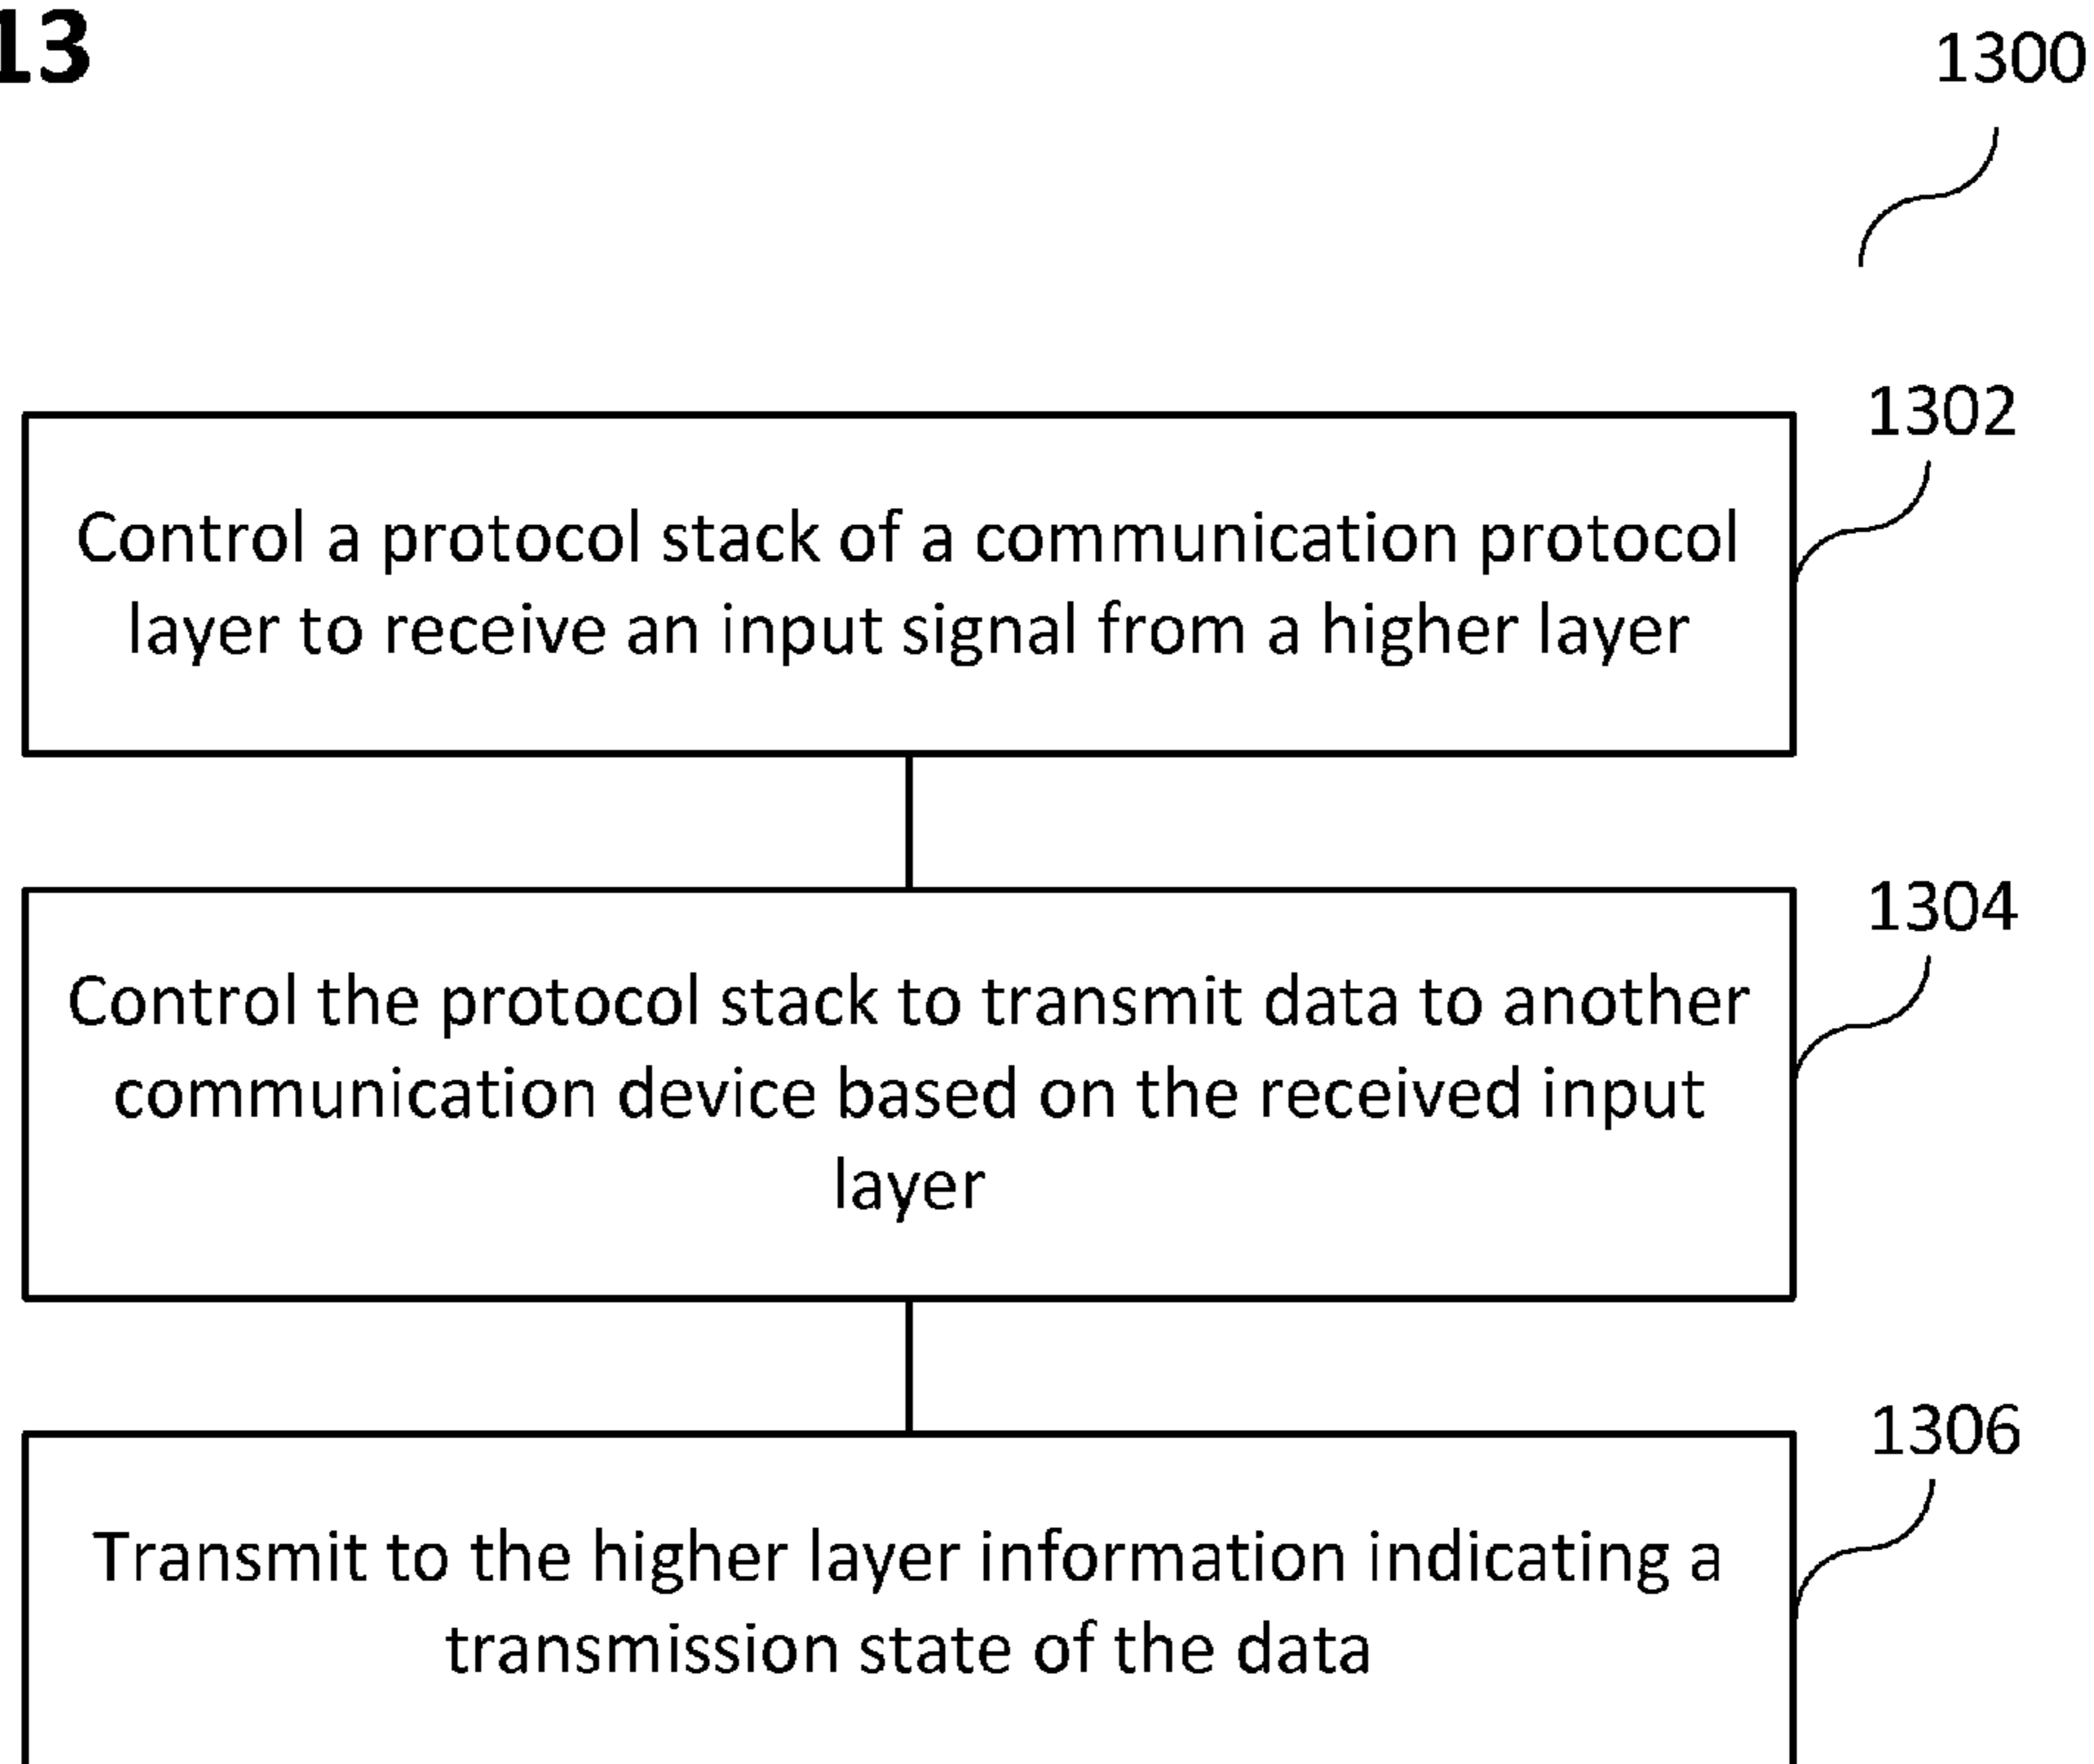 13
1300
1302
Control a protocol stack of a communication protocol
layer to receive an input signal from a higher layer
1304
Control the protocol stack to transmit data to another
communication device based on the received input
layer
1306
Transmit to the higher layer information indicating a
transmission state of the data